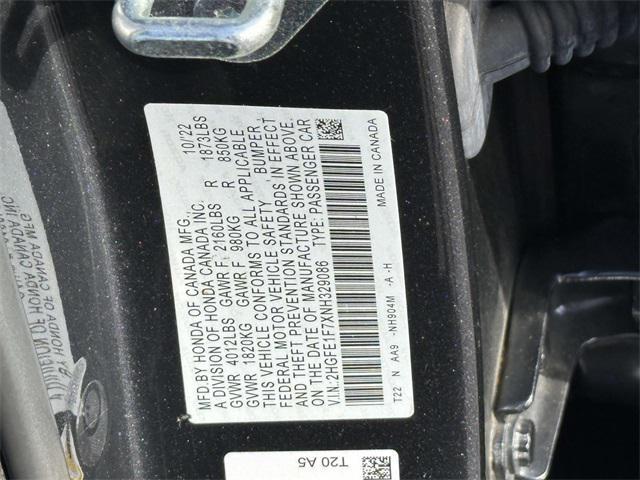 MFD.BY HONDA OF CANADA MFG. 10/22
A DIVISION OF HONDA CANADA INC.
GVWR 4012LBS GAWR F 2160LBS R 1873LBS
GVWR 1820KG GAWR F 980KG R 850KG
THIS VEHICLE CONFORMS TO ALL APPLICABLE
FEDERAL MOTOR VEHICLE SAFETY BUMPER,
AND THEFT PREVENTION STANDARDS IN EFFECT
ON THE DATE OF MANUFACTURE SHOWN ABOVE.
V.I.N.:2HGFE1F7XNH329086 TYPE: PASSENGER CAR
T22 N AA9 -NH904M -A -H MADE IN CANADA
T20 A5